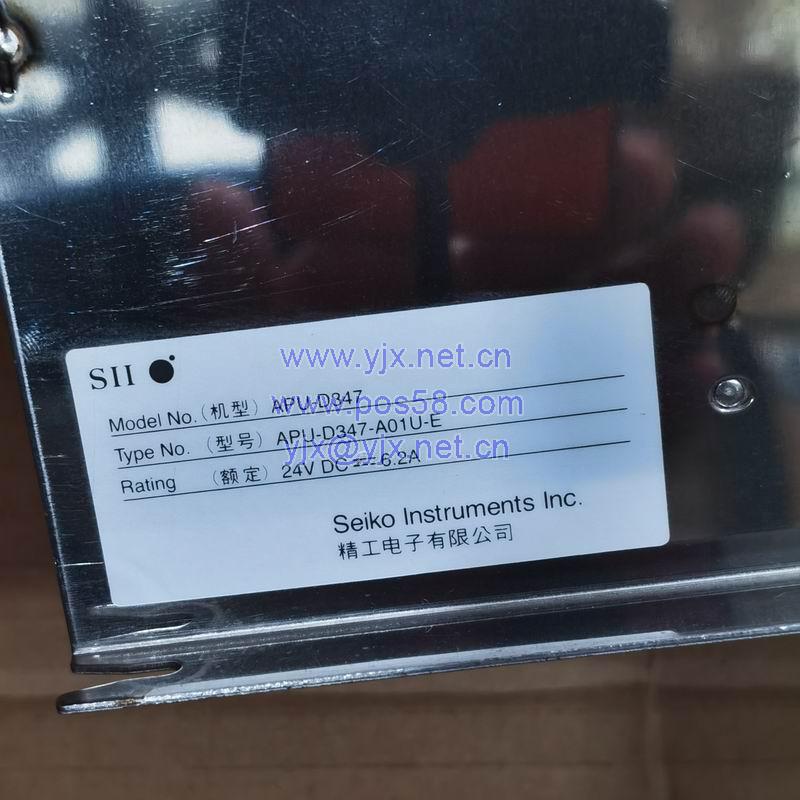 SII
Model No. (机型) APU-D347
Type No. (型号) APU-D347-A01U-E
Rating (额定) 24V DC⎓6.2A
Seiko Instruments Inc.
精工电子有限公司
www.yjx.net.cn
www.pos58.com
yjx@yjx.net.cn